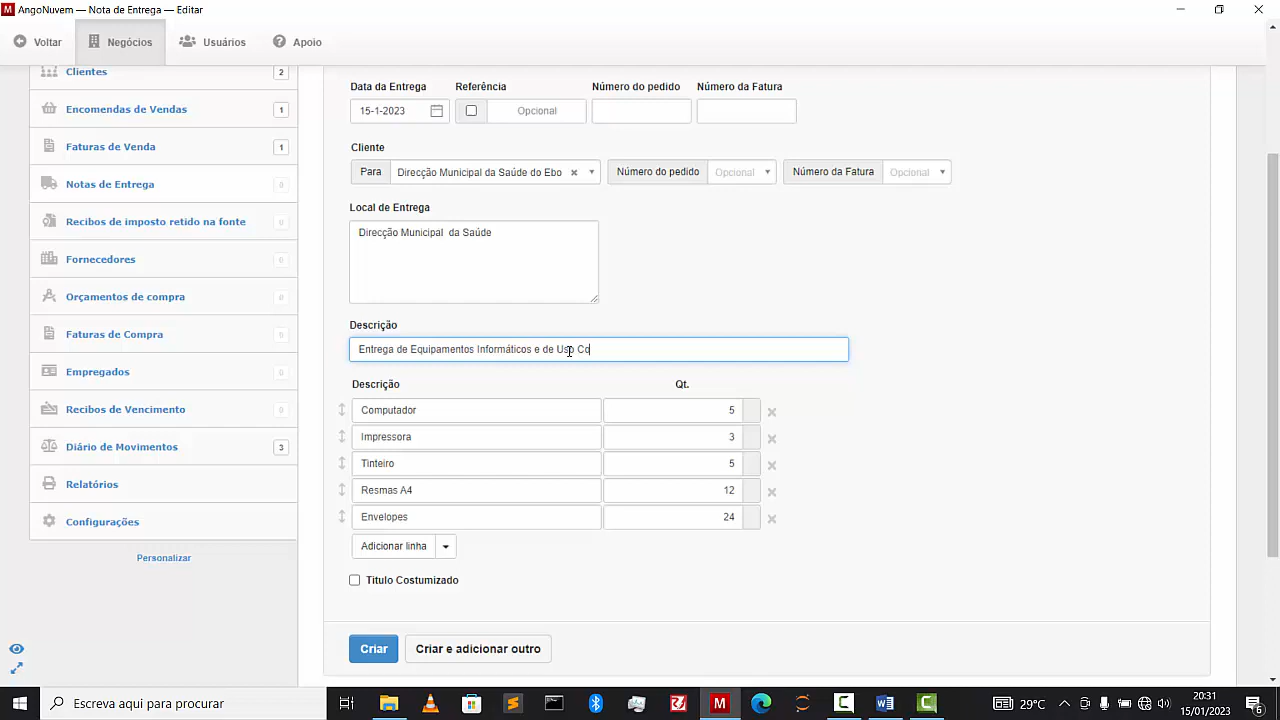 AngoNuvem — Nota de Entrega — Editar
Voltar
Negócios
Usuários
Apoio
Clientes 2
Encomendas de Vendas 1
Faturas de Venda 1
Notas de Entrega 0
Recibos de imposto retido na fonte 0
Fornecedores 0
Orçamentos de compra 0
Faturas de Compra 0
Empregados 0
Recibos de Vencimento 0
Diário de Movimentos 3
Relatórios
Configurações
Personalizar
Data da Entrega Referência Número do pedido Número da Fatura
15-1-2023 Opcional
Cliente
Para Direcção Municipal da Saúde do Ebo Número do pedido Opcional Número da Fatura Opcional
Local de Entrega
Direcção Municipal da Saúde
Descrição
Entrega de Equipamentos Informáticos e de Uso Co
Descrição Qt.
Computador 5
Impressora 3
Tinteiro 5
Resmas A4 12
Envelopes 24
Adicionar linha
Título Costumizado
Criar Criar e adicionar outro
Escreva aqui para procurar
29°C
20:31
15/01/2023
6